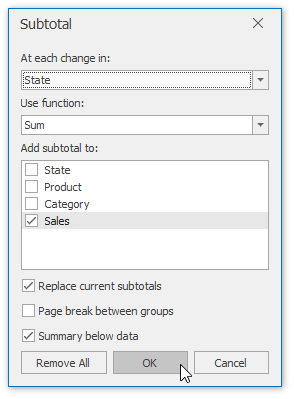 Subtotal
At each change in:
State
Use function:
Sum
Add subtotal to:
State
Product
Category
Sales
Replace current subtotals
Page break between groups
Summary below data
Remove All OK Cancel